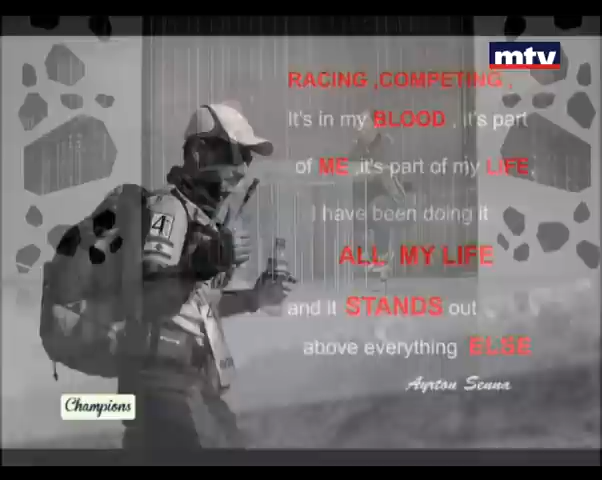 mtv
RACING ,COMPETING ,
It's in my BLOOD , it's part
of ME ,it's part of my LIFE,
I have been doing it
ALL MY LIFE
and it STANDS out
above everything ELSE
Ayrton Senna
4
Champions